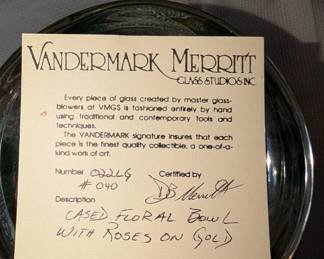 VANDERMARK MERRITT
GLASS STUDIOS INC
Every piece of glass created by master glass-
blowers at VMGS is fashioned entirely by hand
using traditional and contemporary tools and
techniques.
The VANDERMARK signature insures that each
piece is the finest quality collectible, a one-of-a-
kind work of art.
Number 022LG Certified by
# 040 DB Merritt
Description
CASED FLORAL BOWL
WITH ROSES ON GOLD